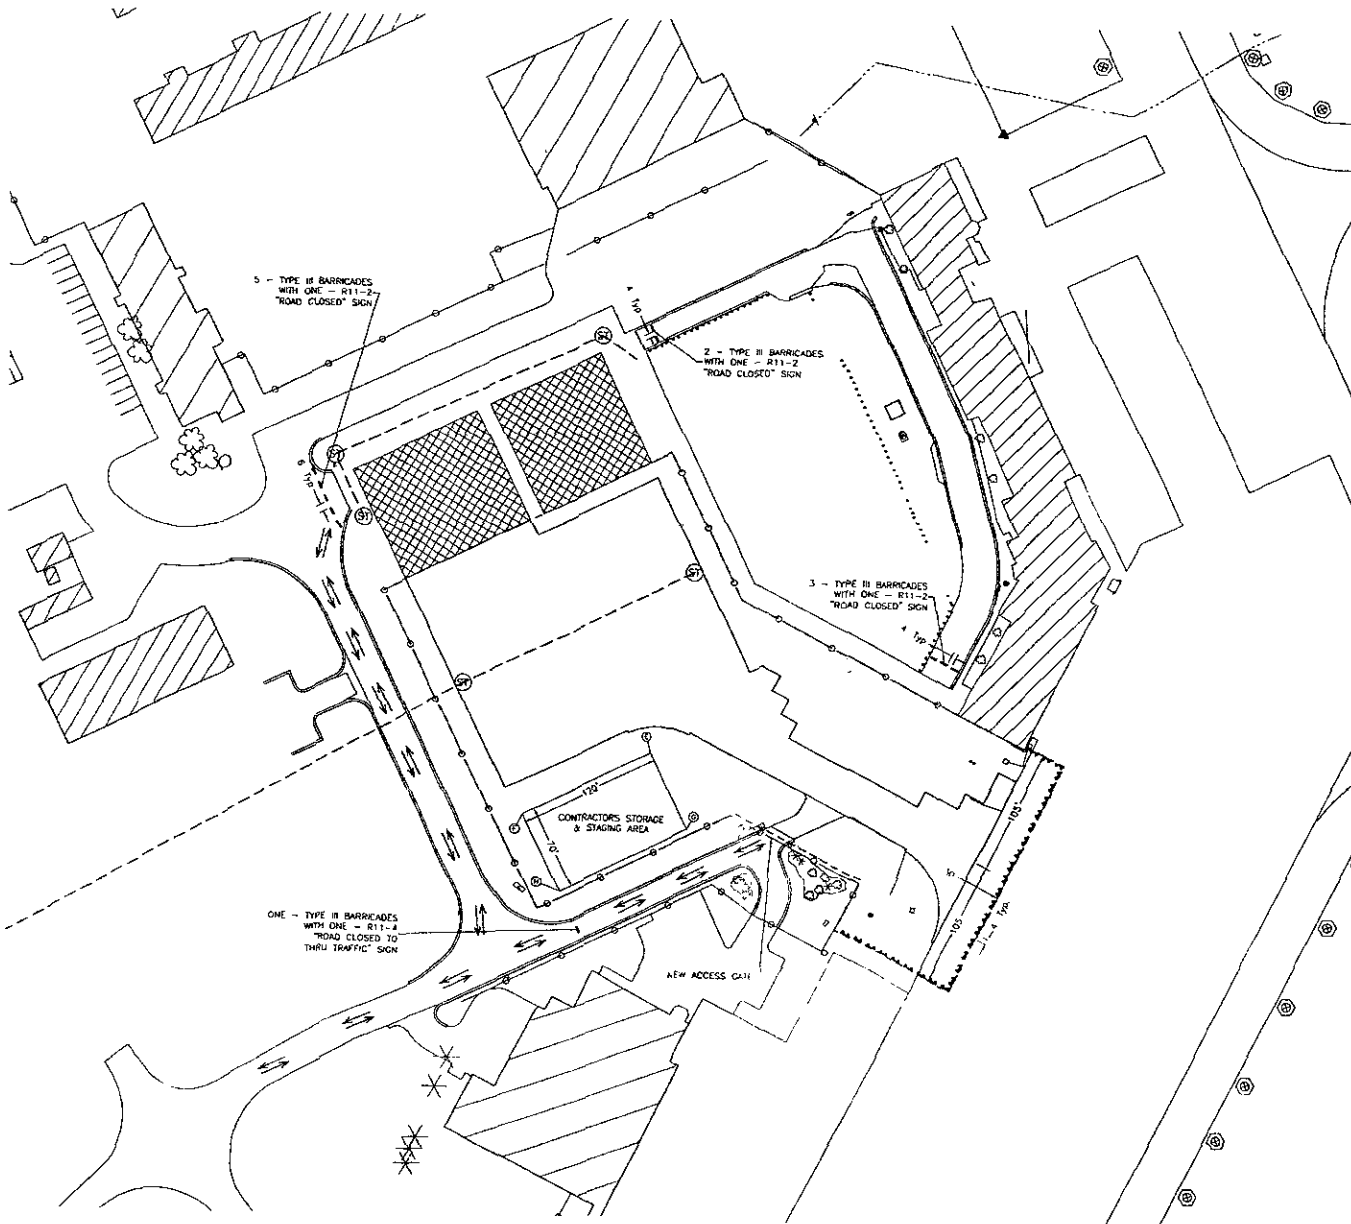 5 - TYPE III BARRICADES
WITH ONE - R11-2
"ROAD CLOSED" SIGN
4 Typ
2 - TYPE III BARRICADES
WITH ONE - R11-2
"ROAD CLOSED" SIGN
6 Typ
ST
3 - TYPE III BARRICADES
WITH ONE - R11-2
"ROAD CLOSED" SIGN
4 Typ
120'
CONTRACTORS STORAGE
& STAGING AREA
70'
105'
105
Typ.
ONE - TYPE III BARRICADES
WITH ONE - R11-4
"ROAD CLOSED TO
THRU TRAFFIC" SIGN
NEW ACCESS GATE